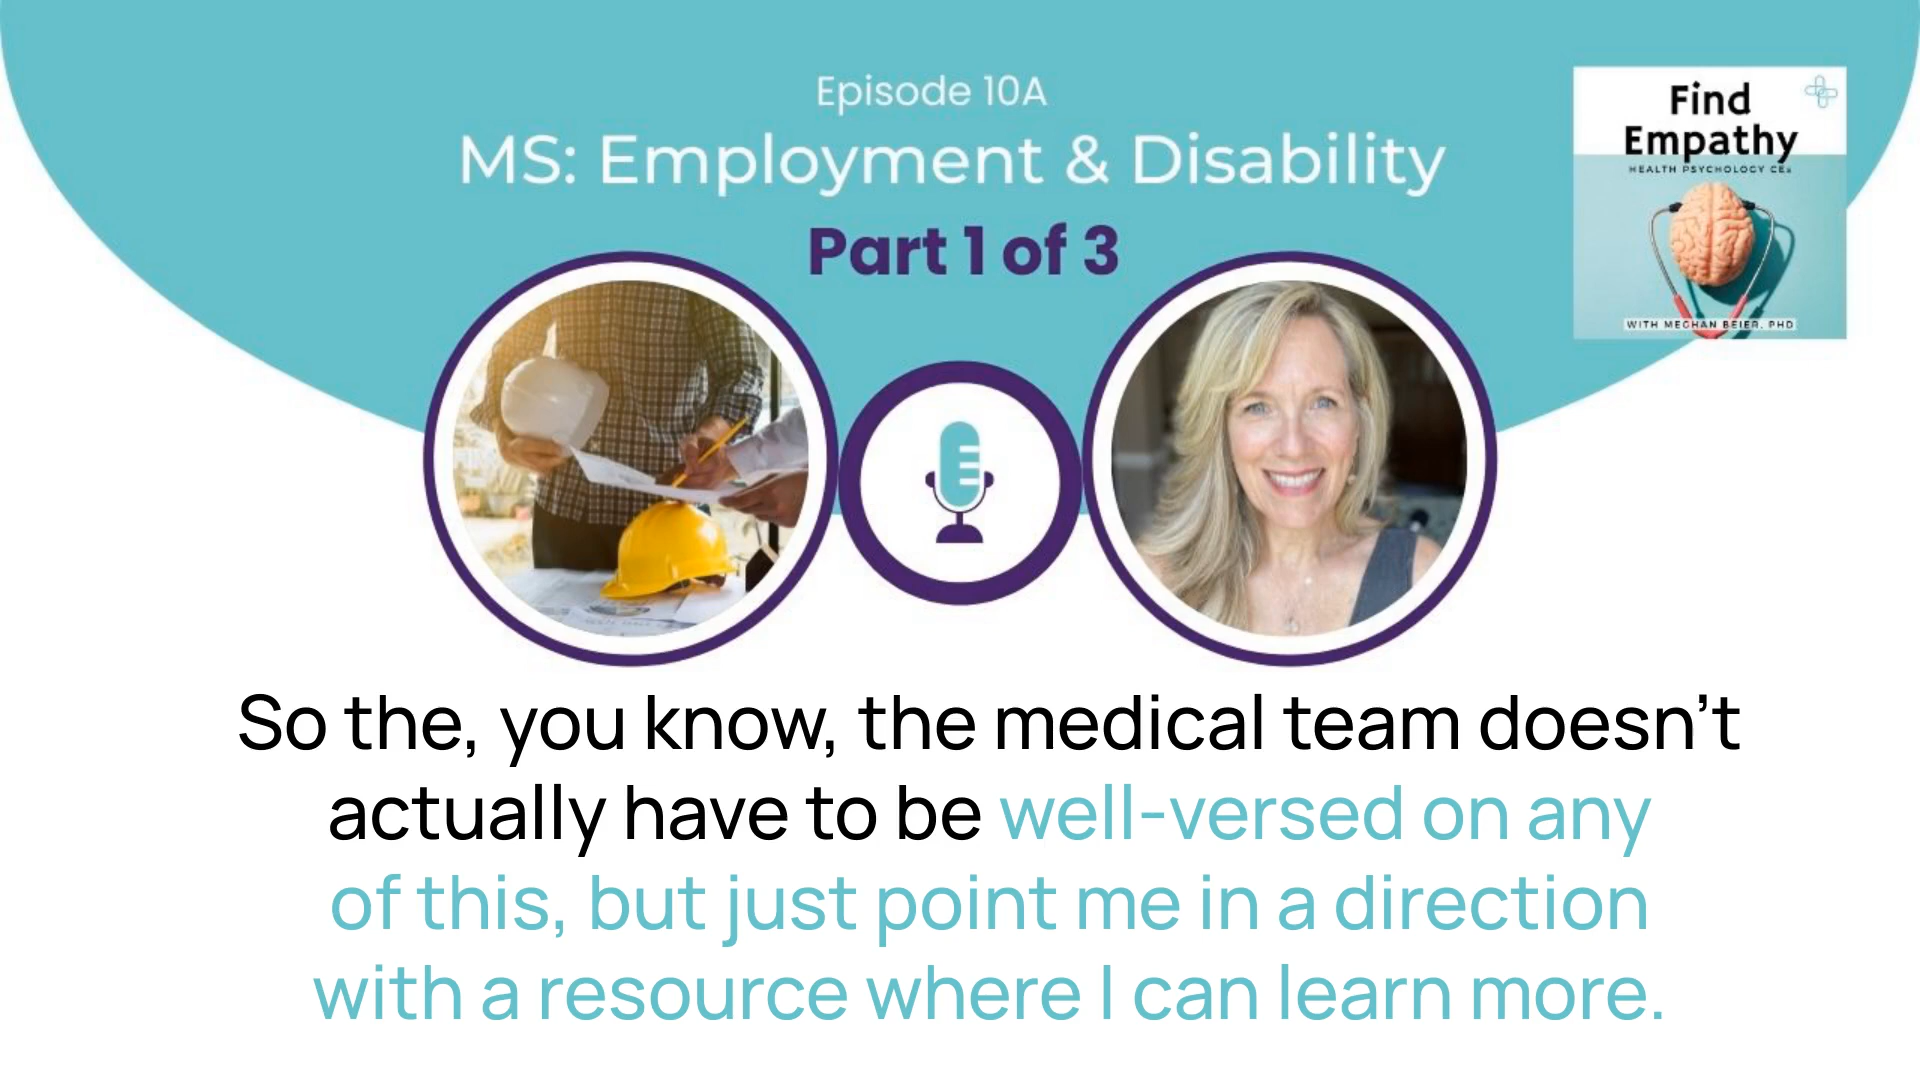 Episode 10A
MS: Employment & Disability
Part 1 of 3
Find
Empathy
HEALTH PSYCHOLOGY CEs
WITH MEGHAN BEIER, PHD
So the, you know, the medical team doesn't
actually have to be well-versed on any
of this, but just point me in a direction
with a resource where I can learn more.